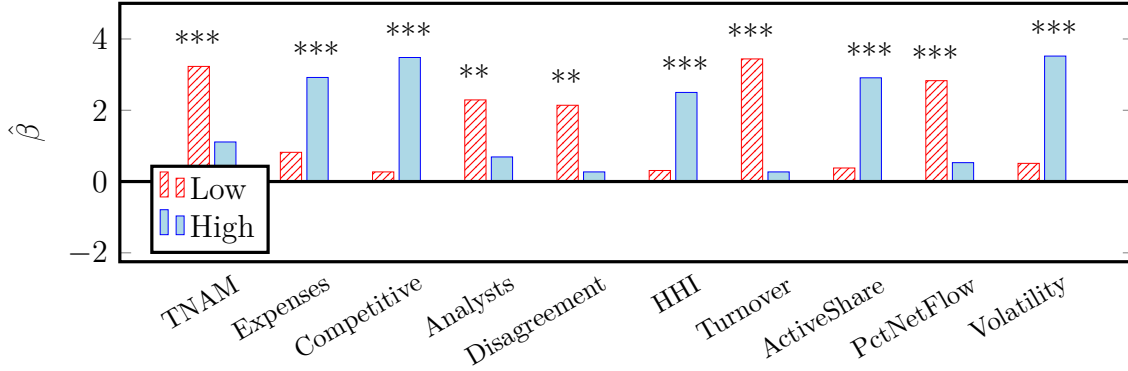 4
2
0
−2
β̂
***
***
***
**
**
***
***
***
***
***
Low
High
TNAM
Expenses
Competitive
Analysts
Disagreement
HHI
Turnover
ActiveShare
PctNetFlow
Volatility